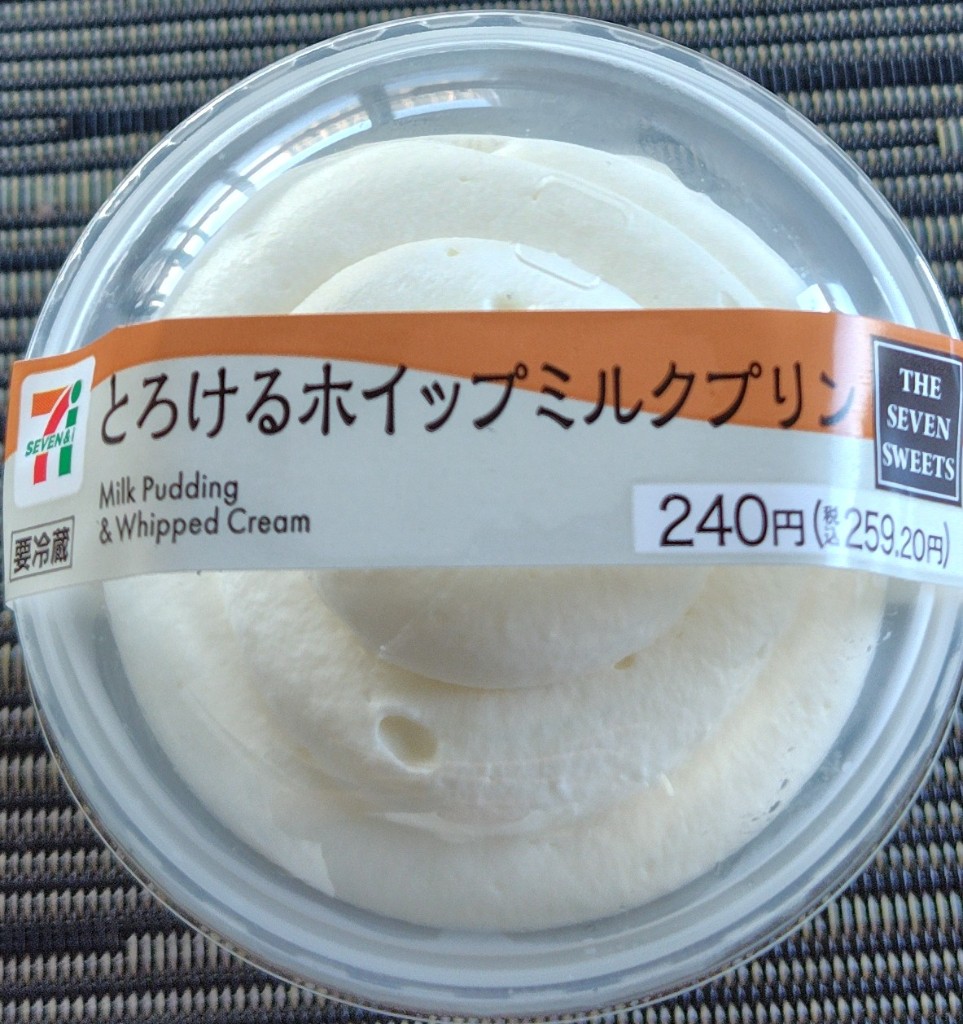 とろけるホイップミルクプリン
THE
SEVEN
SWEETS
SEVEN&i
Milk Pudding
& Whipped Cream
要冷蔵
240円(税込259.20円)